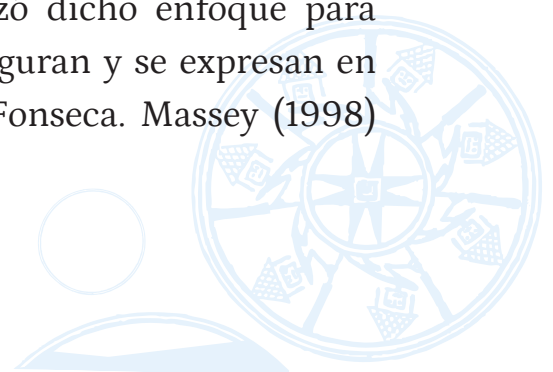 zo dicho enfoque para
guran y se expresan en
Fonseca. Massey (1998)